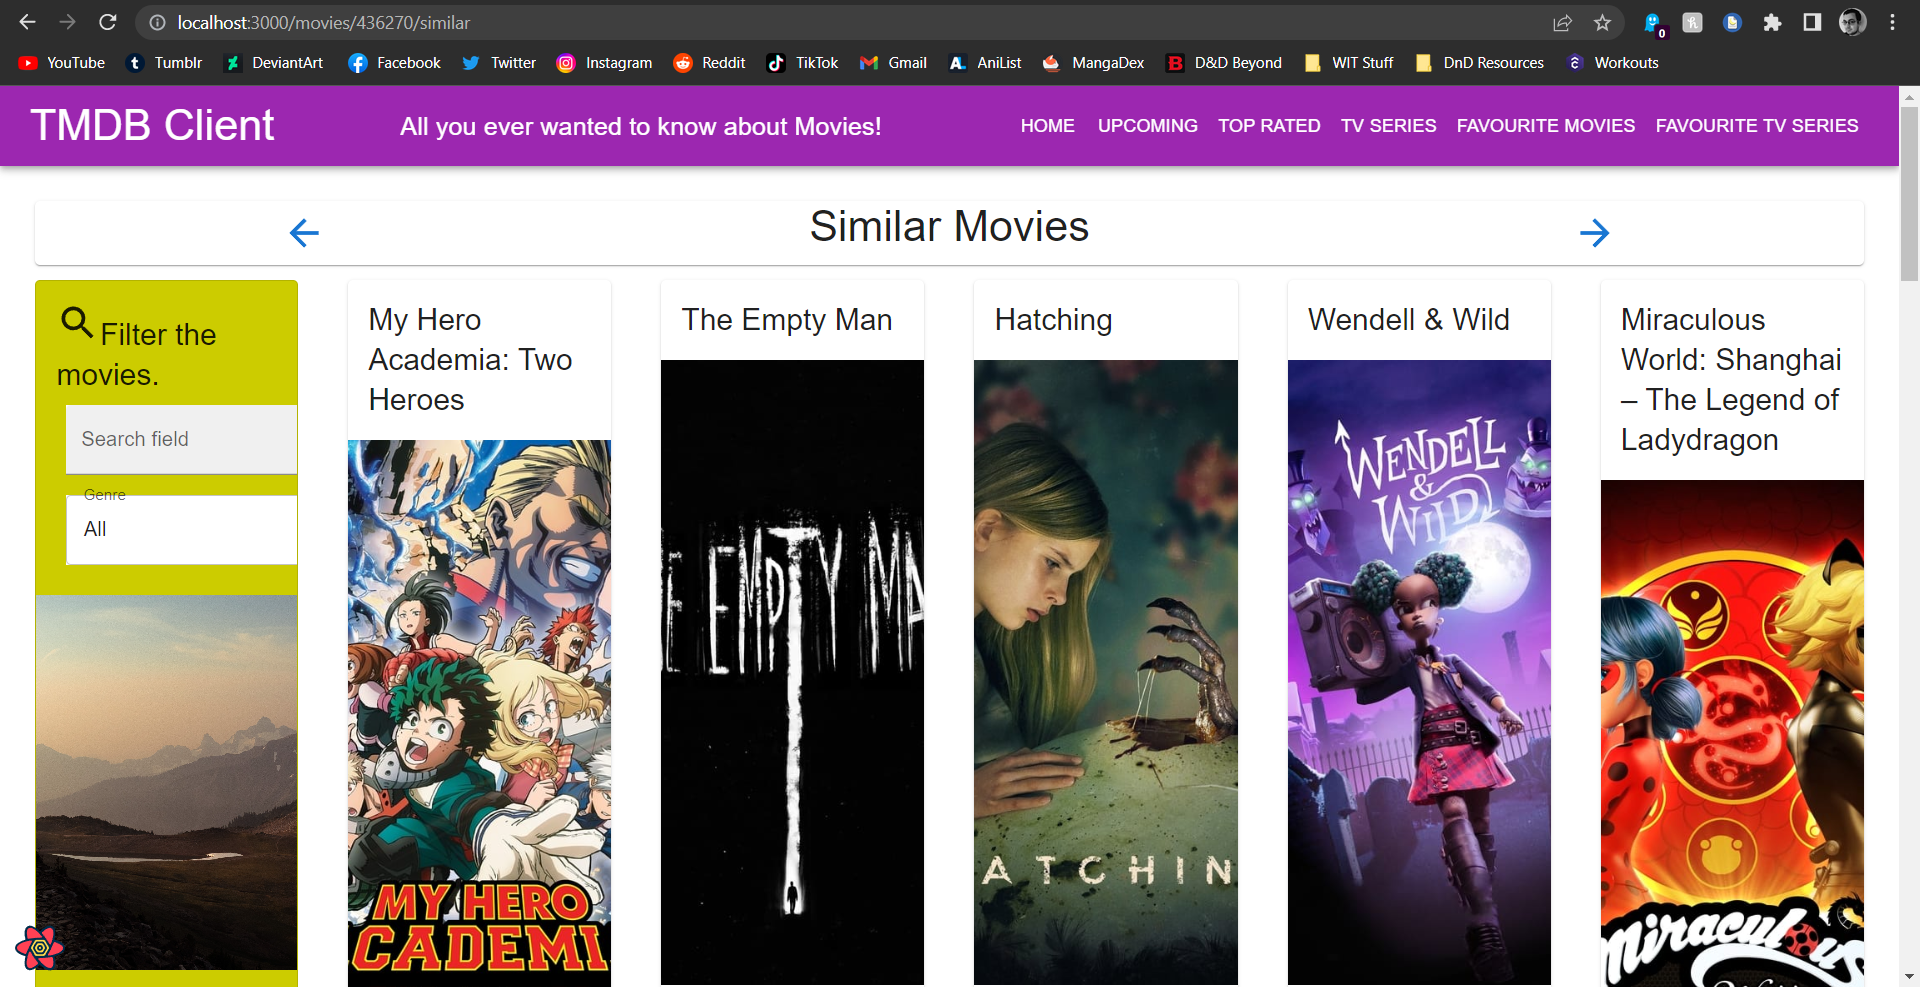 localhost:3000/movies/436270/similar
0
YouTube Tumblr DeviantArt Facebook Twitter Instagram Reddit TikTok Gmail AniList MangaDex D&D Beyond WIT Stuff DnD Resources Workouts
TMDB Client All you ever wanted to know about Movies! HOME UPCOMING TOP RATED TV SERIES FAVOURITE MOVIES FAVOURITE TV SERIES
Similar Movies
Filter the
movies.
Search field
Genre
All
My Hero
Academia: Two
Heroes
MY HERO
CADEMI
The Empty Man
E EMPTY MA
Hatching
ATCHIN
Wendell & Wild
WENDELL
&
WILD
Miraculous
World: Shanghai
– The Legend of
Ladydragon
Miraculous